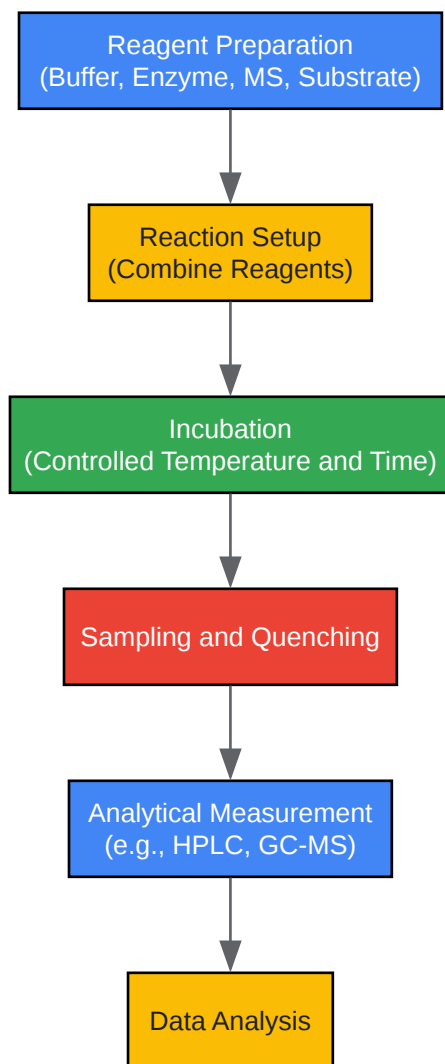 Reagent Preparation
(Buffer, Enzyme, MS, Substrate)
Reaction Setup
(Combine Reagents)
Incubation
(Controlled Temperature and Time)
Sampling and Quenching
Analytical Measurement
(e.g., HPLC, GC-MS)
Data Analysis